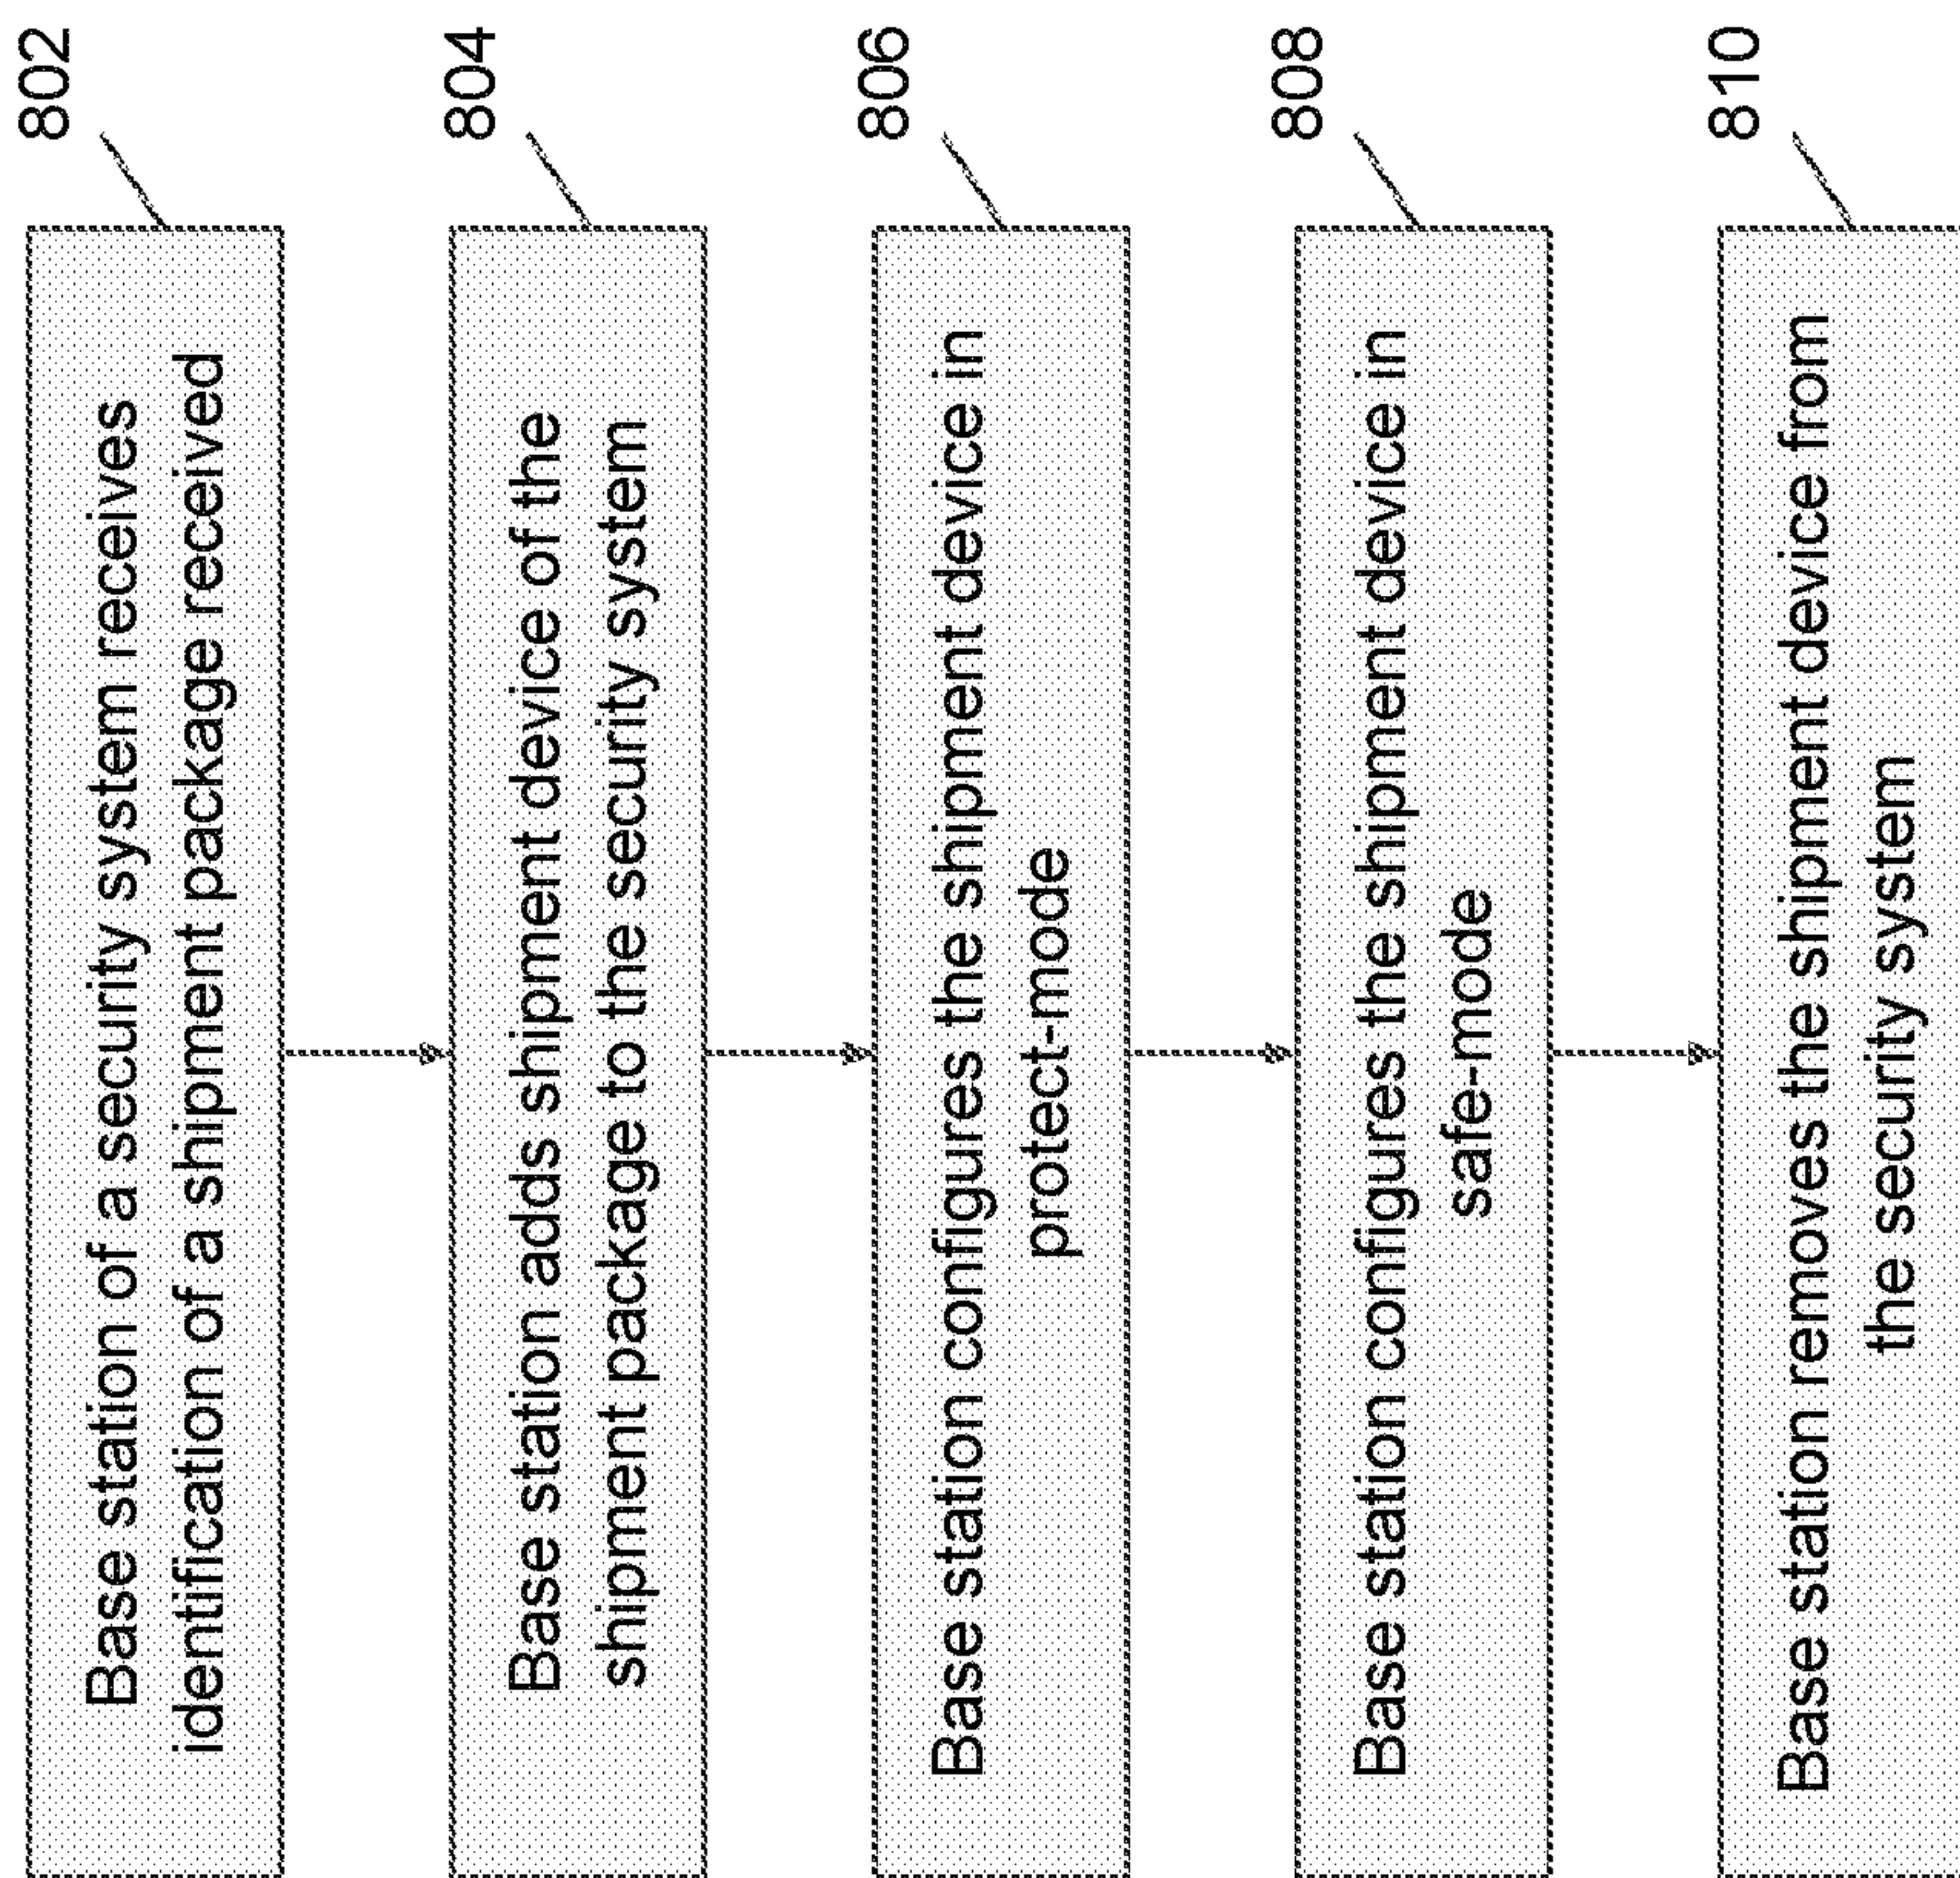 802
Base station of a security system receives
identification of a shipment package received
804
Base station adds shipment device of the
shipment package to the security system
806
Base station configures the shipment device in
protect-mode
808
Base station configures the shipment device in
safe-mode
810
Base station removes the shipment device from
the security system